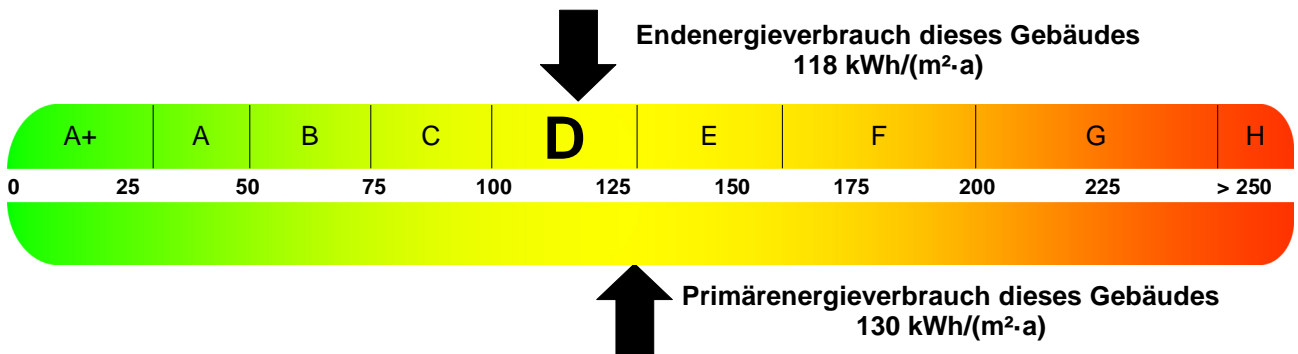 Endenergieverbrauch dieses Gebäudes
118 kWh/(m²·a)
A+ A B C D E F G H
0 25 50 75 100 125 150 175 200 225 > 250
Primärenergieverbrauch dieses Gebäudes
130 kWh/(m²·a)